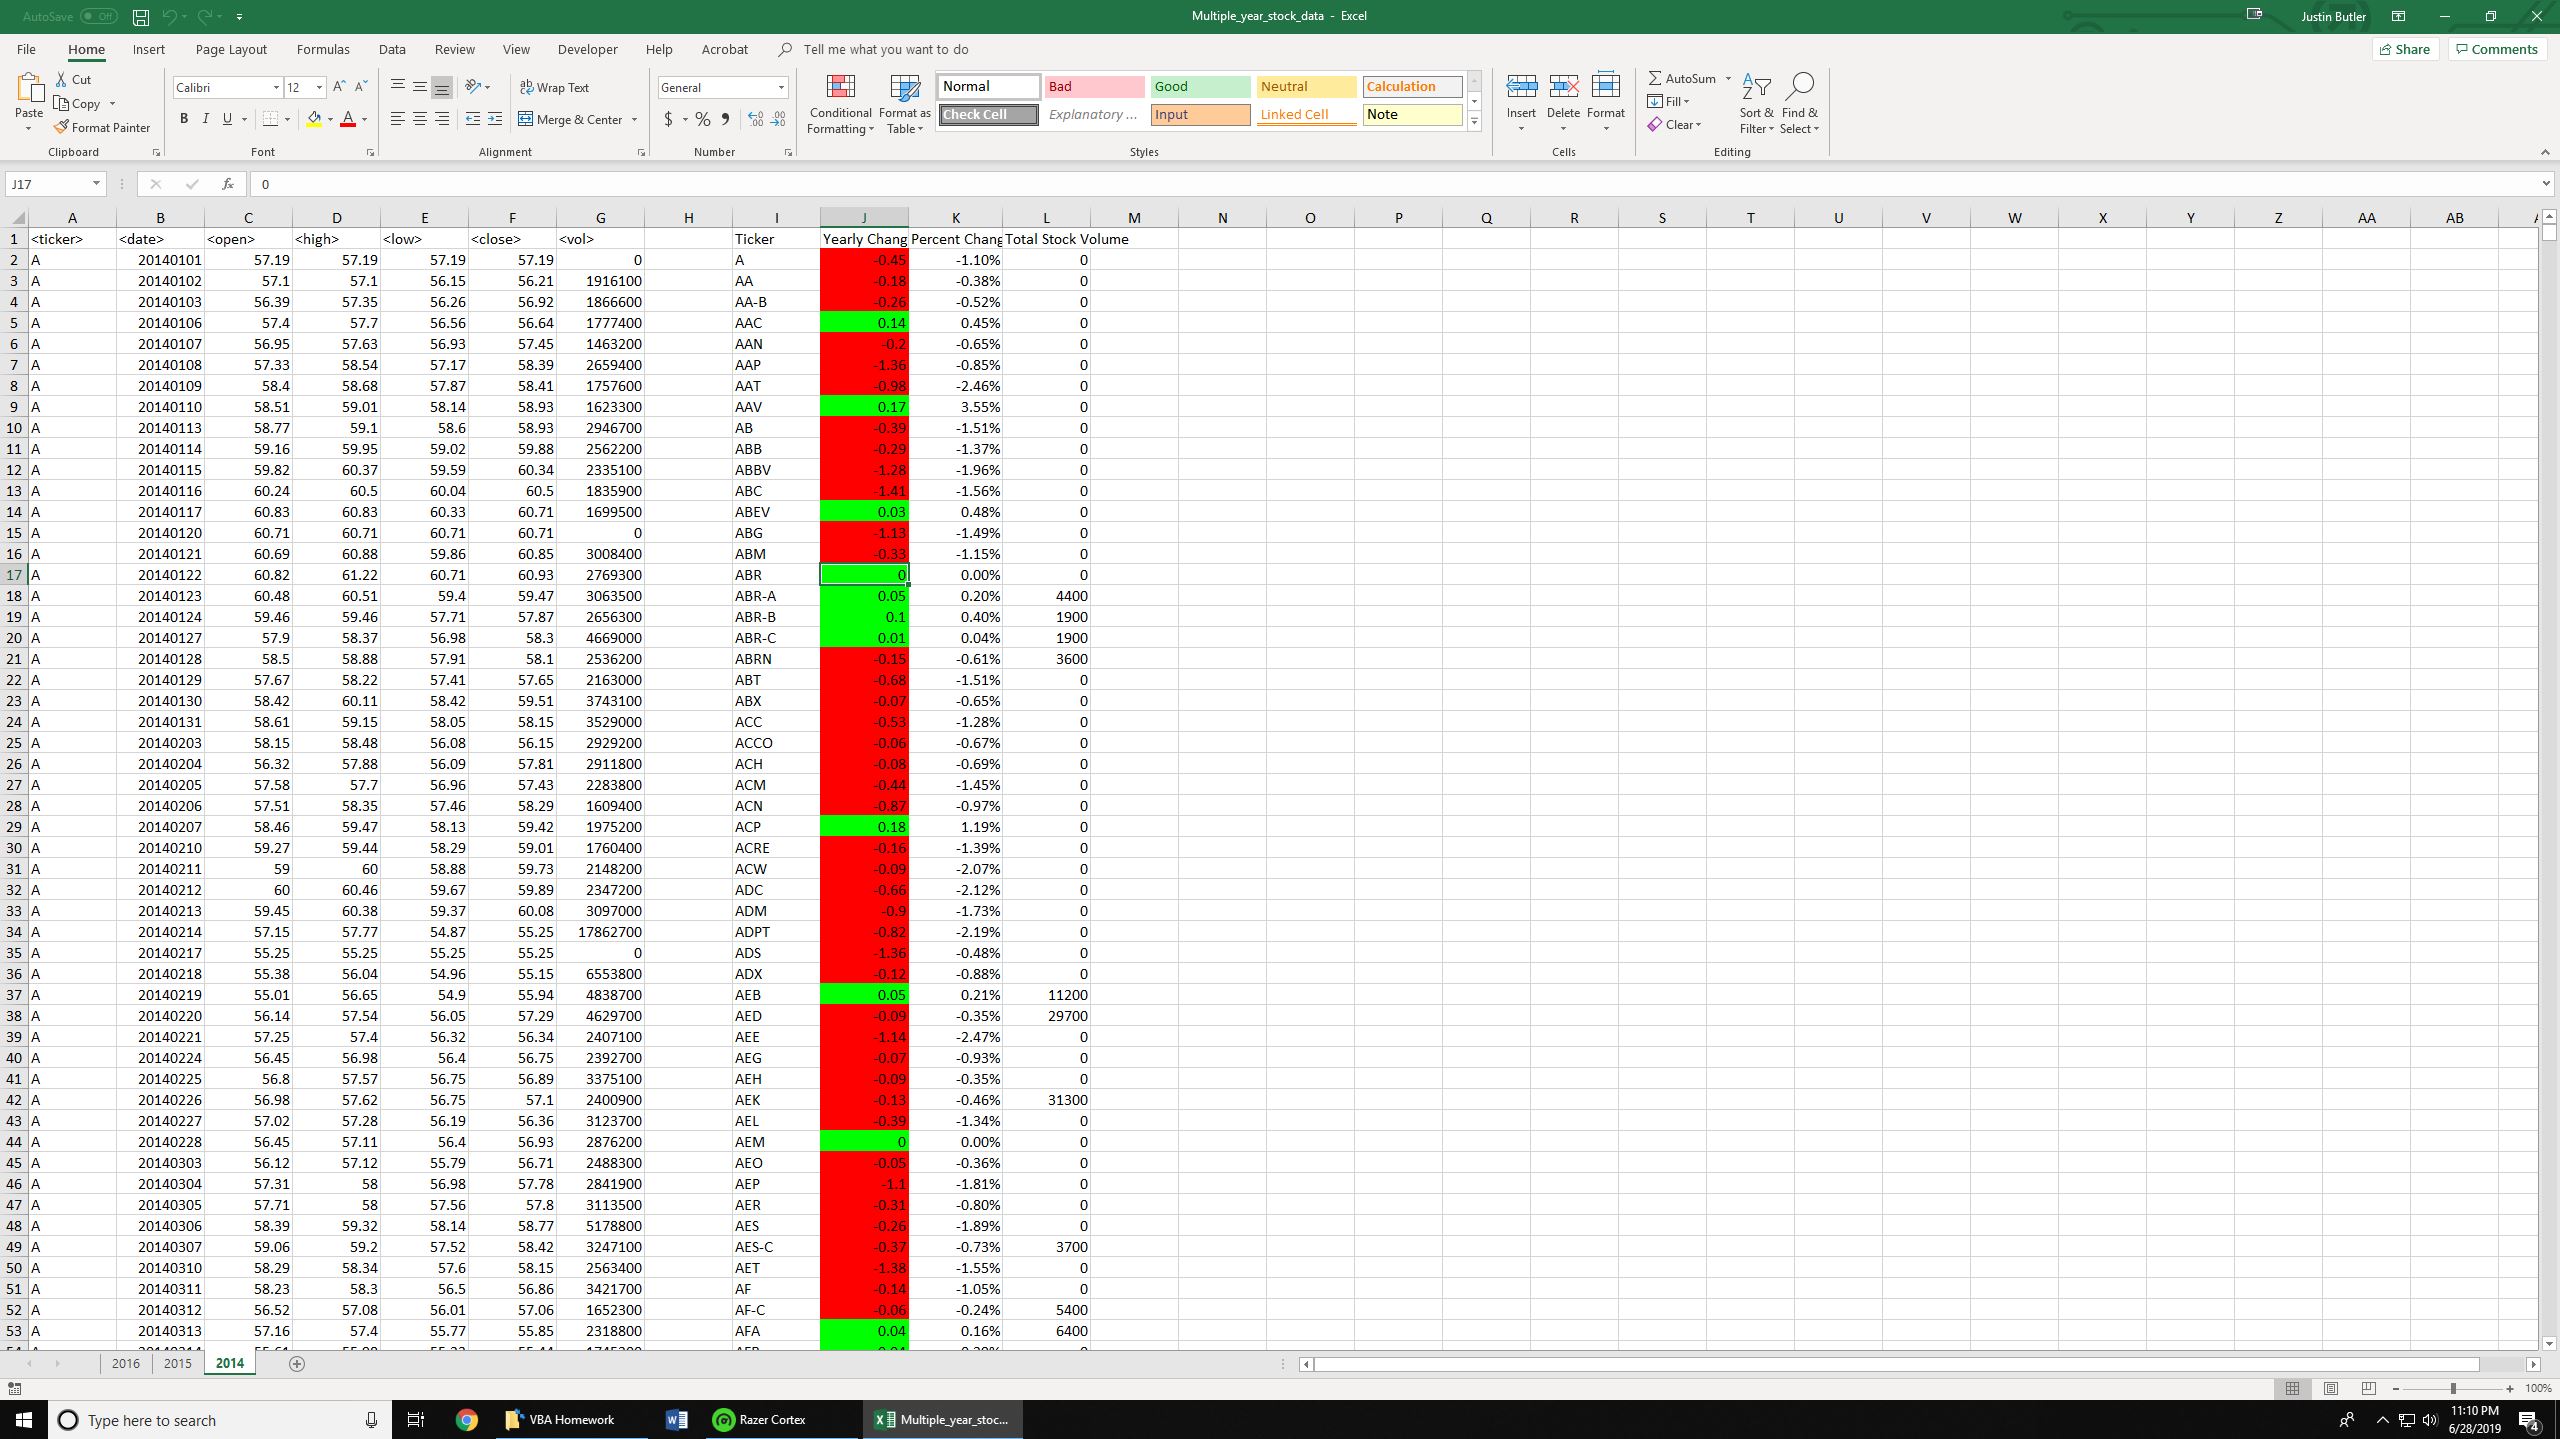 AutoSave Off
Multiple_year_stock_data - Excel
Justin Butler
File Home Insert Page Layout Formulas Data Review View Developer Help Acrobat Tell me what you want to do
Share Comments
Paste Cut Copy Format Painter Clipboard
Calibri 12 B I U A Font
Wrap Text Merge & Center Alignment
General $ % Number
Conditional Formatting Format as Table
Normal Bad Good Neutral Calculation
Check Cell Explanatory ... Input Linked Cell Note
Styles
Insert Delete Format Cells
AutoSum Fill Clear Sort & Filter Find & Select Editing
J17 fx 0
A B C D E F G H I J K L M N O P Q R S T U V W X Y Z AA AB
1 <ticker> <date> <open> <high> <low> <close> <vol> Ticker Yearly Chang Percent Chang Total Stock Volume
2 A 20140101 57.19 57.19 57.19 57.19 0 A -0.45 -1.10% 0
3 A 20140102 57.1 57.1 56.15 56.21 1916100 AA -0.18 -0.38% 0
4 A 20140103 56.39 57.35 56.26 56.92 1866600 AA-B -0.26 -0.52% 0
5 A 20140106 57.4 57.7 56.56 56.64 1777400 AAC 0.14 0.45% 0
6 A 20140107 56.95 57.63 56.93 57.45 1463200 AAN -0.2 -0.65% 0
7 A 20140108 57.33 58.54 57.17 58.39 2659400 AAP -1.36 -0.85% 0
8 A 20140109 58.4 58.68 57.87 58.41 1757600 AAT -0.98 -2.46% 0
9 A 20140110 58.51 59.01 58.14 58.93 1623300 AAV 0.17 3.55% 0
10 A 20140113 58.77 59.1 58.6 58.93 2946700 AB -0.39 -1.51% 0
11 A 20140114 59.16 59.95 59.02 59.88 2562200 ABB -0.29 -1.37% 0
12 A 20140115 59.82 60.37 59.59 60.34 2335100 ABBV -1.28 -1.96% 0
13 A 20140116 60.24 60.5 60.04 60.5 1835900 ABC -1.41 -1.56% 0
14 A 20140117 60.83 60.83 60.33 60.71 1699500 ABEV 0.03 0.48% 0
15 A 20140120 60.71 60.71 60.71 60.71 0 ABG -1.13 -1.49% 0
16 A 20140121 60.69 60.88 59.86 60.85 3008400 ABM -0.33 -1.15% 0
17 A 20140122 60.82 61.22 60.71 60.93 2769300 ABR 0 0.00% 0
18 A 20140123 60.48 60.51 59.4 59.47 3063500 ABR-A 0.05 0.20% 4400
19 A 20140124 59.46 59.46 57.71 57.87 2656300 ABR-B 0.1 0.40% 1900
20 A 20140127 57.9 58.37 56.98 58.3 4669000 ABR-C 0.01 0.04% 1900
21 A 20140128 58.5 58.88 57.91 58.1 2536200 ABRN -0.15 -0.61% 3600
22 A 20140129 57.67 58.22 57.41 57.65 2163000 ABT -0.68 -1.51% 0
23 A 20140130 58.42 60.11 58.42 59.51 3743100 ABX -0.07 -0.65% 0
24 A 20140131 58.61 59.15 58.05 58.15 3529000 ACC -0.53 -1.28% 0
25 A 20140203 58.15 58.48 56.08 56.15 2929200 ACCO -0.06 -0.67% 0
26 A 20140204 56.32 57.88 56.09 57.81 2911800 ACH -0.08 -0.69% 0
27 A 20140205 57.58 57.7 56.96 57.43 2283800 ACM -0.44 -1.45% 0
28 A 20140206 57.51 58.35 57.46 58.29 1609400 ACN -0.87 -0.97% 0
29 A 20140207 58.46 59.47 58.13 59.42 1975200 ACP 0.18 1.19% 0
30 A 20140210 59.27 59.44 58.29 59.01 1760400 ACRE -0.16 -1.39% 0
31 A 20140211 59 60 58.88 59.73 2148200 ACW -0.09 -2.07% 0
32 A 20140212 60 60.46 59.67 59.89 2347200 ADC -0.66 -2.12% 0
33 A 20140213 59.45 60.38 59.37 60.08 3097000 ADM -0.9 -1.73% 0
34 A 20140214 57.15 57.77 54.87 55.25 17862700 ADPT -0.82 -2.19% 0
35 A 20140217 55.25 55.25 55.25 55.25 0 ADS -1.36 -0.48% 0
36 A 20140218 55.38 56.04 54.96 55.15 6553800 ADX -0.12 -0.88% 0
37 A 20140219 55.01 56.65 54.9 55.94 4838700 AEB 0.05 0.21% 11200
38 A 20140220 56.14 57.54 56.05 57.29 4629700 AED -0.09 -0.35% 29700
39 A 20140221 57.25 57.4 56.32 56.34 2407100 AEE -1.14 -2.47% 0
40 A 20140224 56.45 56.98 56.4 56.75 2392700 AEG -0.07 -0.93% 0
41 A 20140225 56.8 57.57 56.75 56.89 3375100 AEH -0.09 -0.35% 0
42 A 20140226 56.98 57.62 56.75 57.1 2400900 AEK -0.13 -0.46% 31300
43 A 20140227 57.02 57.28 56.19 56.36 3123700 AEL -0.39 -1.34% 0
44 A 20140228 56.45 57.11 56.4 56.93 2876200 AEM 0 0.00% 0
45 A 20140303 56.12 57.12 55.79 56.71 2488300 AEO -0.05 -0.36% 0
46 A 20140304 57.31 58 56.98 57.78 2841900 AEP -1.1 -1.81% 0
47 A 20140305 57.71 58 57.56 57.8 3113500 AER -0.31 -0.80% 0
48 A 20140306 58.39 59.32 58.14 58.77 5178800 AES -0.26 -1.89% 0
49 A 20140307 59.06 59.2 57.52 58.42 3247100 AES-C -0.37 -0.73% 3700
50 A 20140310 58.29 58.34 57.6 58.15 2563400 AET -1.38 -1.55% 0
51 A 20140311 58.23 58.3 56.5 56.86 3421700 AF -0.14 -1.05% 0
52 A 20140312 56.52 57.08 56.01 57.06 1652300 AF-C -0.06 -0.24% 5400
53 A 20140313 57.16 57.4 55.77 55.85 2318800 AFA 0.04 0.16% 6400
2016 2015 2014
100%
Type here to search
VBA Homework
Razer Cortex
Multiple_year_stoc...
11:10 PM
6/28/2019
4